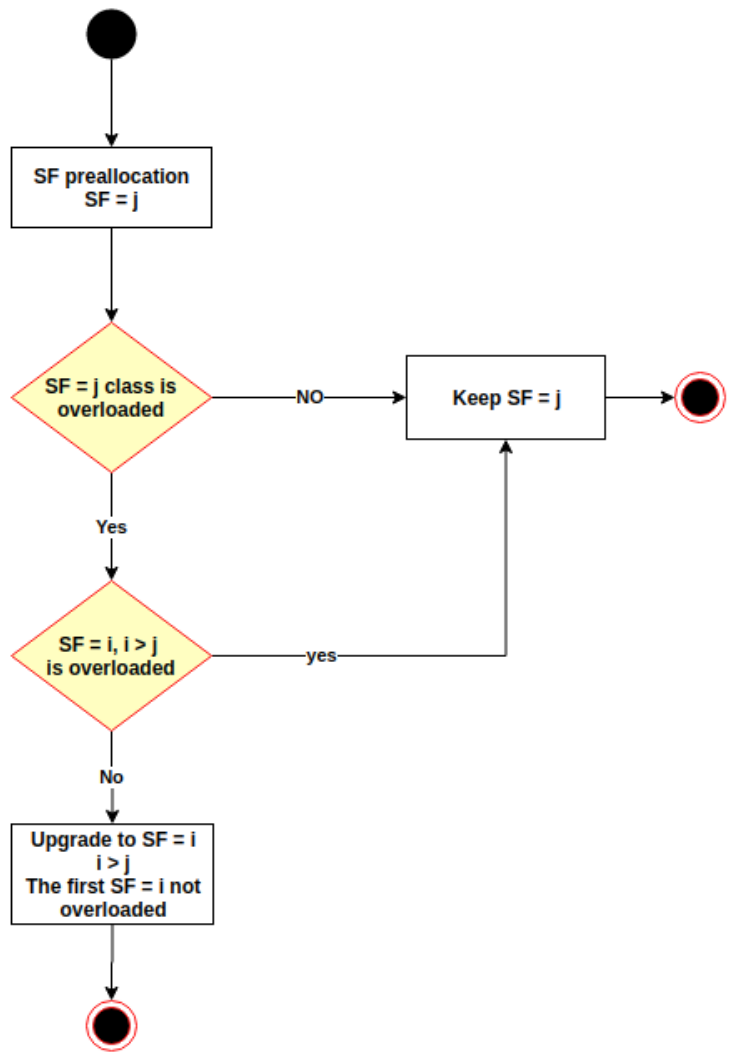 SF preallocation
SF = j
SF = j class is
overloaded
NO
Keep SF = j
Yes
SF = i, i > j
is overloaded
yes
No
Upgrade to SF = i
i > j
The first SF = i not
overloaded